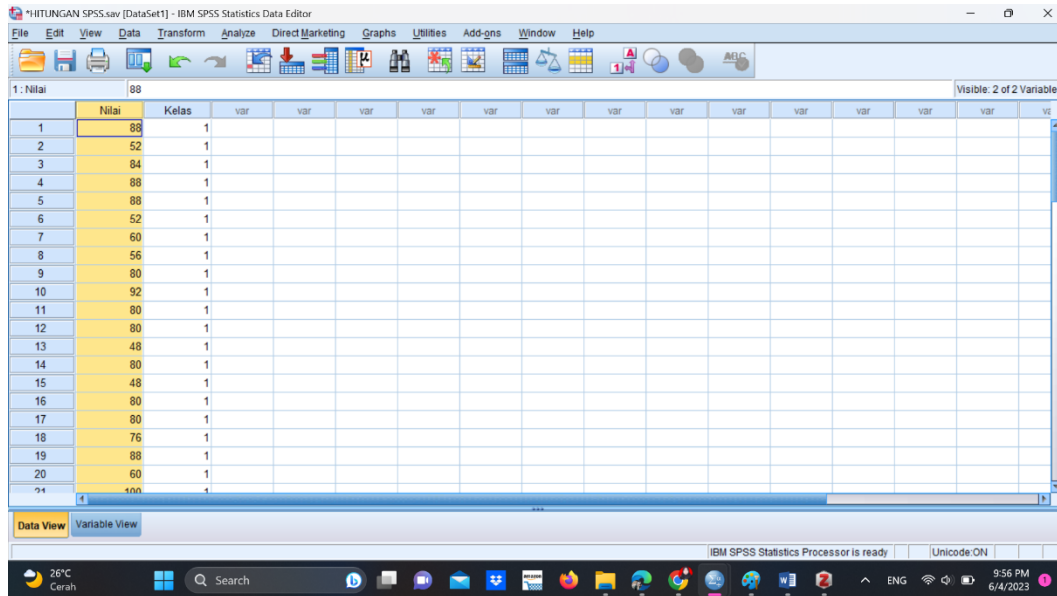 *HITUNGAN SPSS.sav [DataSet1] - IBM SPSS Statistics Data Editor
File Edit View Data Transform Analyze Direct Marketing Graphs Utilities Add-ons Window Help
1 : Nilai 88 Visible: 2 of 2 Variable
Nilai Kelas var var var var var var var var var var var var var
1 88 1
2 52 1
3 84 1
4 88 1
5 88 1
6 52 1
7 60 1
8 56 1
9 80 1
10 92 1
11 80 1
12 80 1
13 48 1
14 80 1
15 48 1
16 80 1
17 80 1
18 76 1
19 88 1
20 60 1
21 100 1
Data View Variable View
IBM SPSS Statistics Processor is ready Unicode:ON
26°C
Cerah
Search
ENG
9:56 PM
6/4/2023
1